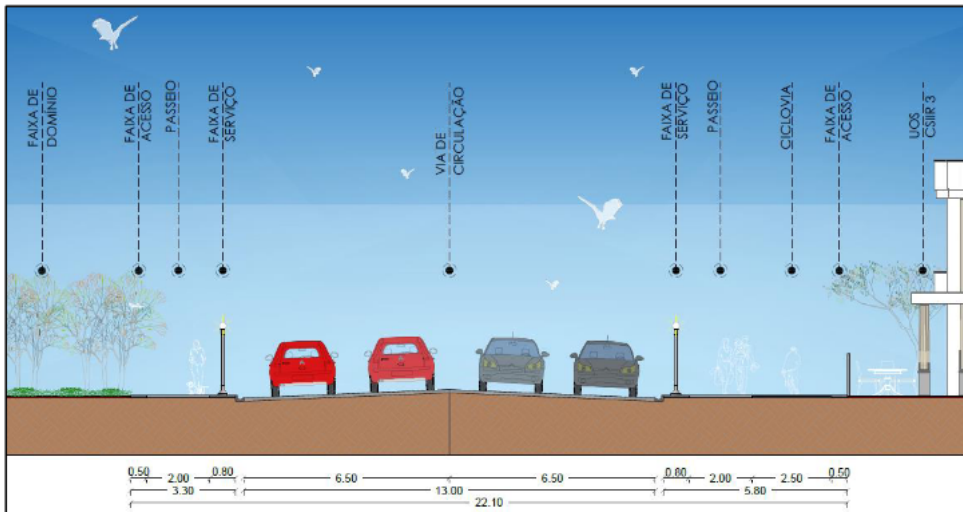 FAIXA DE
DOMÍNIO
FAIXA DE
ACESSO
PASSEIO
FAIXA DE
SERVIÇO
VIA DE
CIRCULAÇÃO
FAIXA DE
SERVIÇO
PASSEIO
CICLOVIA
FAIXA DE
ACESSO
UOS
CSIIR 3
0.50 2.00 0.80 6.50 6.50 0.80 2.00 2.50 0.50
3.30 13.00 5.80
22.10